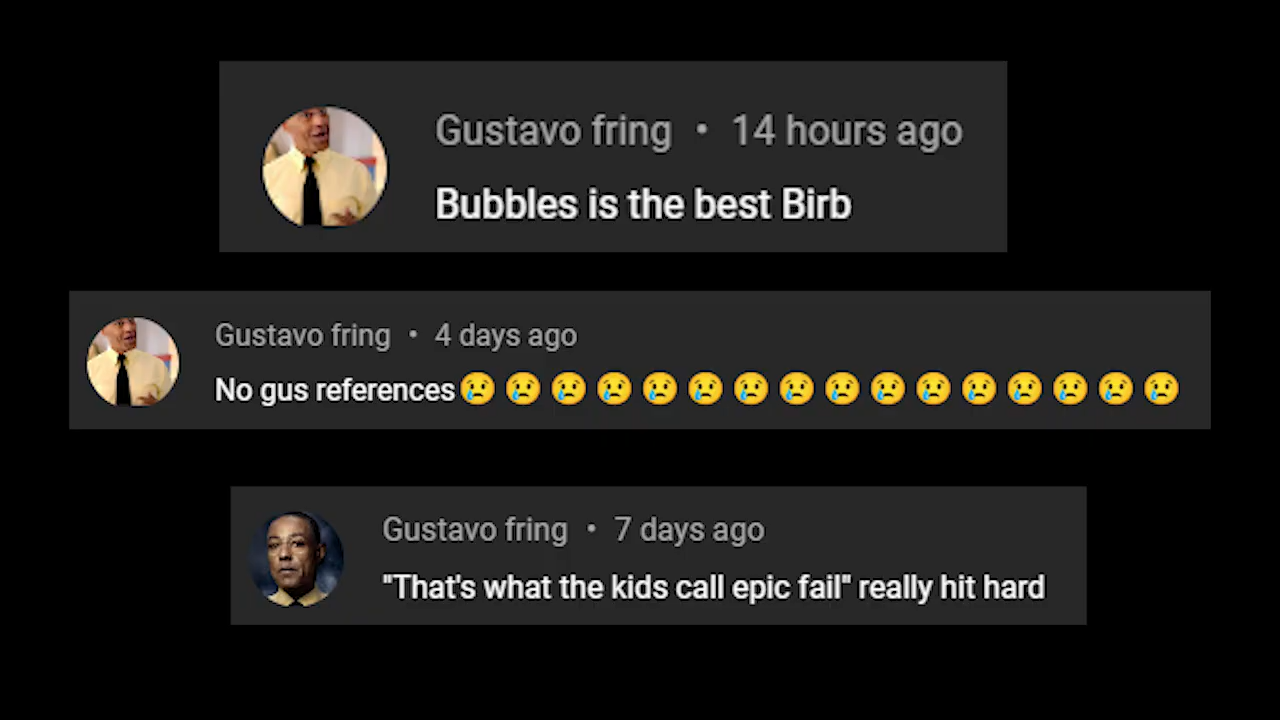 Gustavo fring • 14 hours ago
Bubbles is the best Birb
Gustavo fring • 4 days ago
No gus references😢😢😢😢😢😢😢😢😢😢😢😢😢😢😢😢
Gustavo fring • 7 days ago
"That's what the kids call epic fail" really hit hard